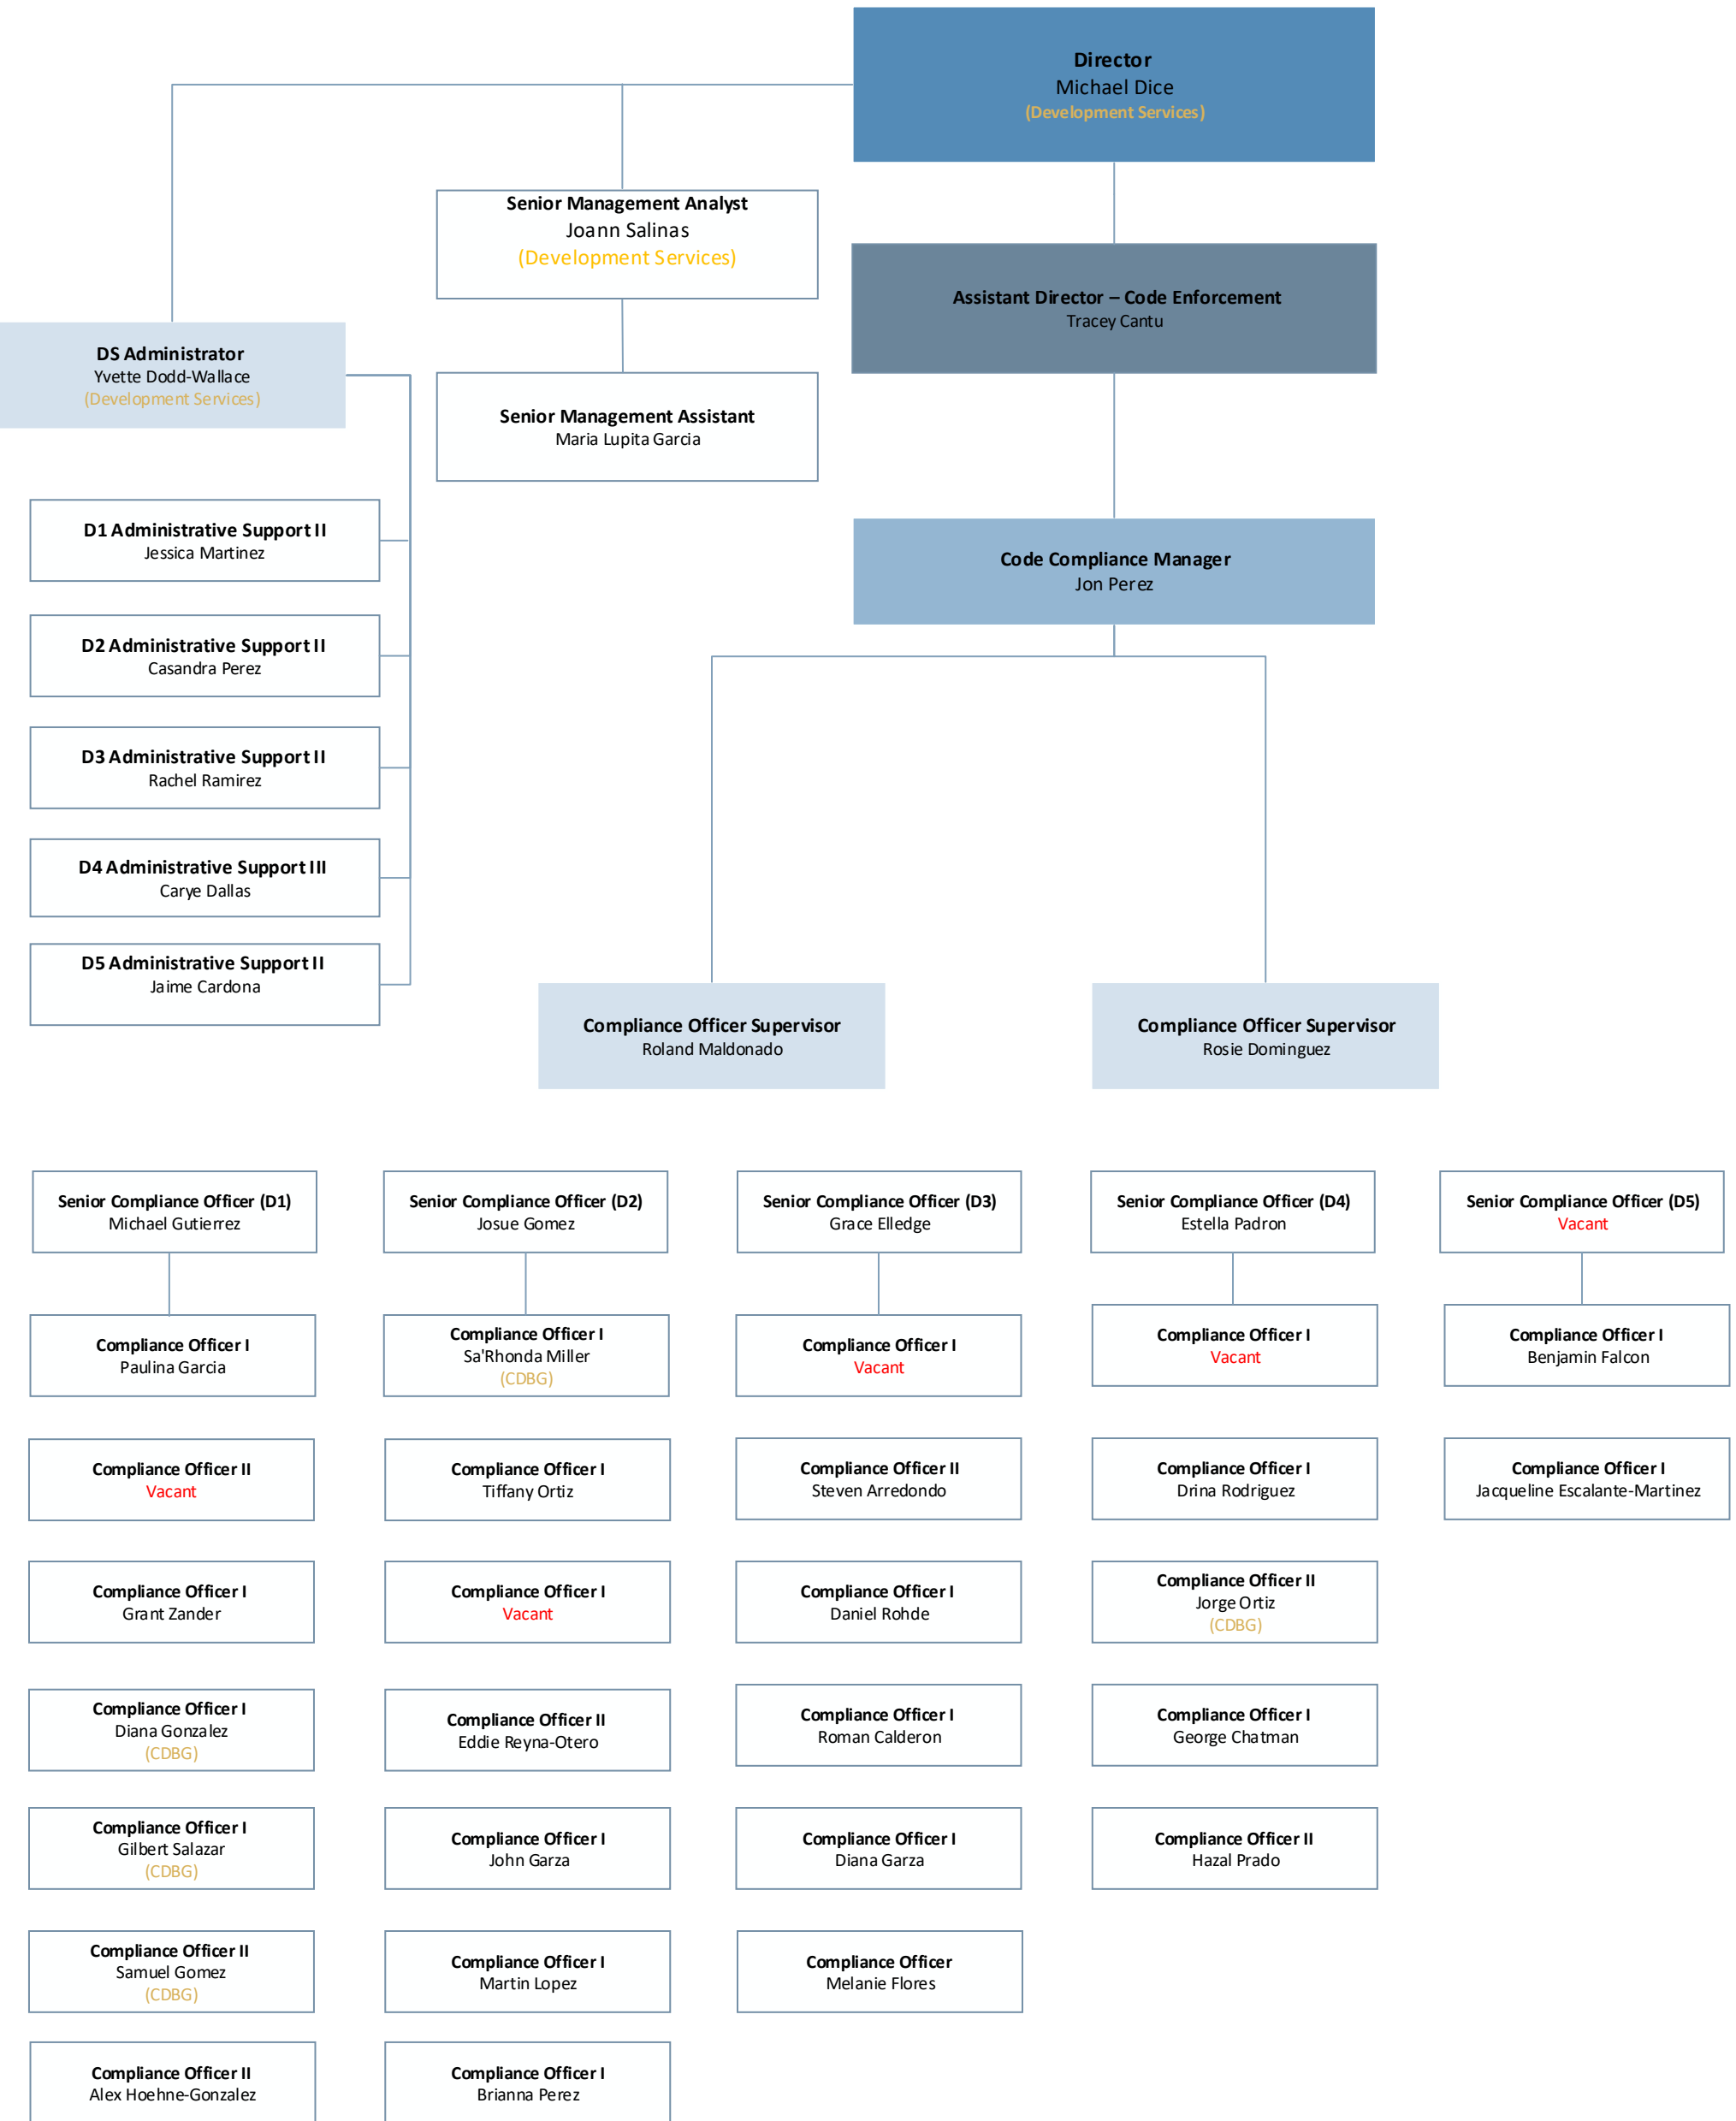 Director
Michael Dice
(Development Services)
Senior Management Analyst
Joann Salinas
(Development Services)
Assistant Director – Code Enforcement
Tracey Cantu
DS Administrator
Yvette Dodd-Wallace
(Development Services)
Senior Management Assistant
Maria Lupita Garcia
D1 Administrative Support II
Jessica Martinez
Code Compliance Manager
Jon Perez
D2 Administrative Support II
Casandra Perez
D3 Administrative Support II
Rachel Ramirez
D4 Administrative Support III
Carye Dallas
D5 Administrative Support II
Jaime Cardona
Compliance Officer Supervisor
Roland Maldonado
Compliance Officer Supervisor
Rosie Dominguez
Senior Compliance Officer (D1)
Michael Gutierrez
Senior Compliance Officer (D2)
Josue Gomez
Senior Compliance Officer (D3)
Grace Elledge
Senior Compliance Officer (D4)
Estella Padron
Senior Compliance Officer (D5)
Vacant
Compliance Officer I
Paulina Garcia
Compliance Officer I
Sa'Rhonda Miller
(CDBG)
Compliance Officer I
Vacant
Compliance Officer I
Vacant
Compliance Officer I
Benjamin Falcon
Compliance Officer II
Vacant
Compliance Officer I
Tiffany Ortiz
Compliance Officer II
Steven Arredondo
Compliance Officer I
Drina Rodriguez
Compliance Officer I
Jacqueline Escalante-Martinez
Compliance Officer I
Grant Zander
Compliance Officer I
Vacant
Compliance Officer I
Daniel Rohde
Compliance Officer II
Jorge Ortiz
(CDBG)
Compliance Officer I
Diana Gonzalez
(CDBG)
Compliance Officer II
Eddie Reyna-Otero
Compliance Officer I
Roman Calderon
Compliance Officer I
George Chatman
Compliance Officer I
Gilbert Salazar
(CDBG)
Compliance Officer I
John Garza
Compliance Officer I
Diana Garza
Compliance Officer II
Hazal Prado
Compliance Officer II
Samuel Gomez
(CDBG)
Compliance Officer I
Martin Lopez
Compliance Officer
Melanie Flores
Compliance Officer II
Alex Hoehne-Gonzalez
Compliance Officer I
Brianna Perez